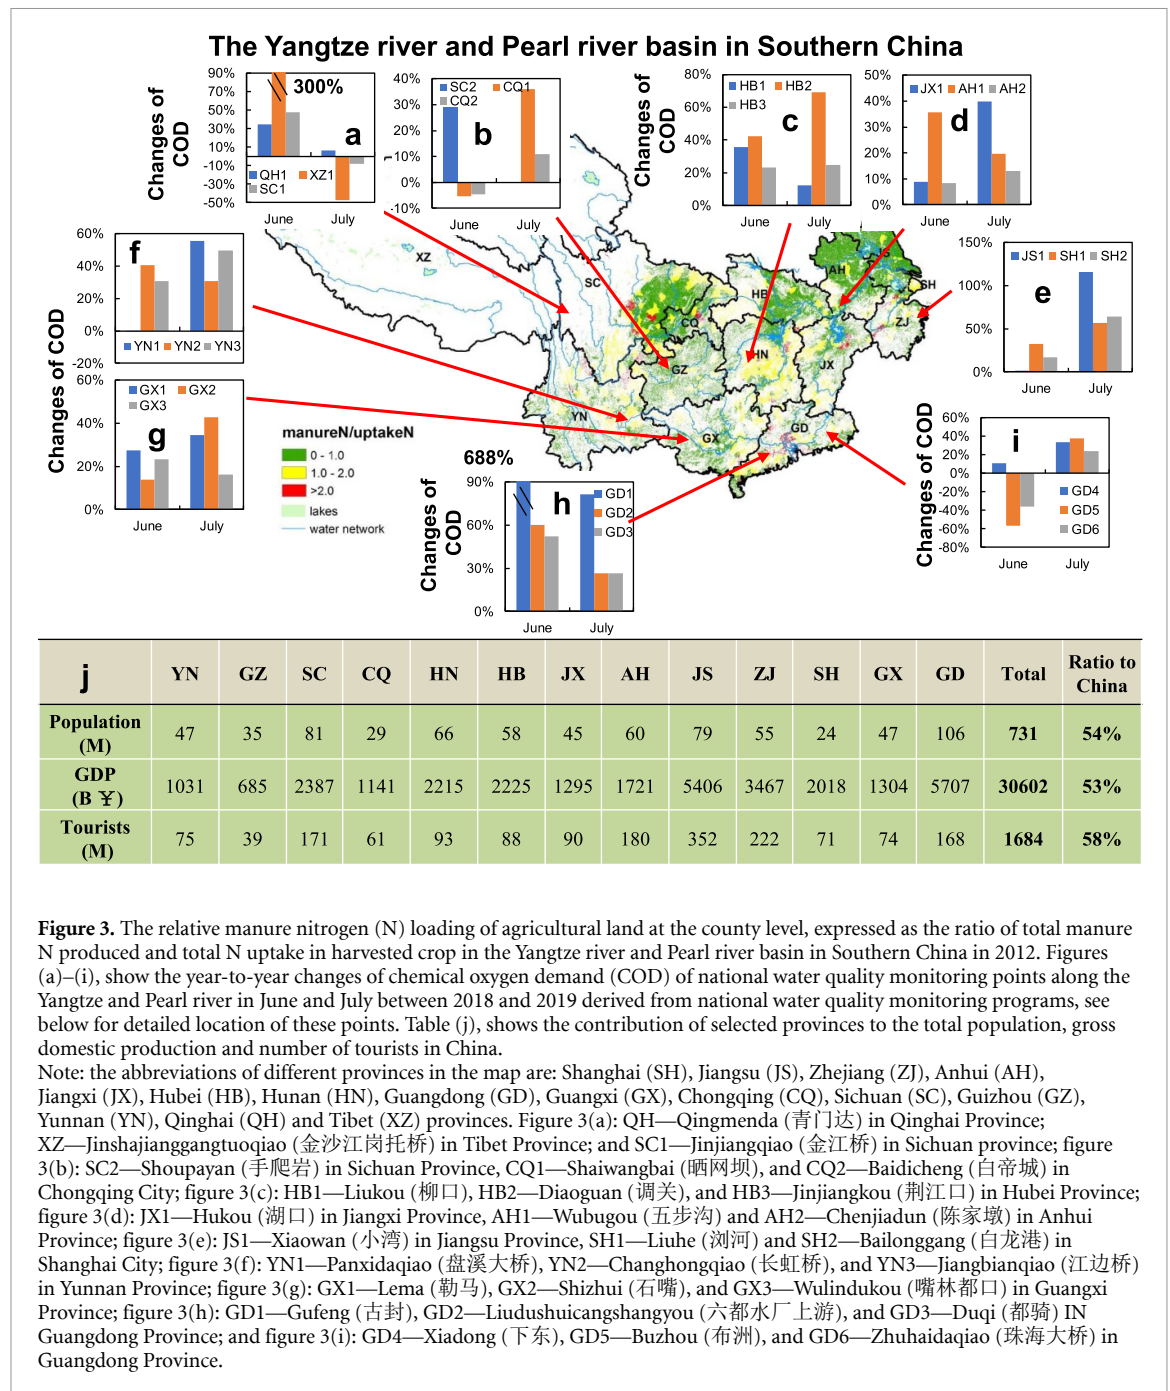 The Yangtze river and Pearl river basin in Southern China
Changes of
COD
90%
70%
50%
30%
10%
-10%
-30%
-50%
300%
a
QH1 XZ1
SC1
June July
40%
30%
20%
10%
0%
-10%
SC2 CQ1
CQ2
b
June July
Changes of
COD
80%
60%
40%
20%
0%
HB1 HB2
HB3
c
June July
50%
40%
30%
20%
10%
0%
JX1 AH1 AH2
d
June July
150%
100%
50%
0%
JS1 SH1 SH2
e
June July
Changes of COD
60%
40%
20%
0%
-20%
f
YN1 YN2 YN3
60%
40%
20%
0%
GX1 GX2
GX3
g
June July
XZ
SC
CQ
HB
AH
JS
SH
ZJ
HN
JX
GZ
YN
GX
GD
manureN/uptakeN
0 - 1.0
1.0 - 2.0
>2.0
lakes
water network
688%
Changes of
COD
90%
60%
30%
0%
h
GD1
GD2
GD3
June July
Changes of COD
60%
40%
20%
0%
-20%
-40%
-60%
-80%
i
GD4
GD5
GD6
June July
j YN GZ SC CQ HN HB JX AH JS ZJ SH GX GD Total Ratio to
China
Population
(M) 47 35 81 29 66 58 45 60 79 55 24 47 106 731 54%
GDP
(B ¥) 1031 685 2387 1141 2215 2225 1295 1721 5406 3467 2018 1304 5707 30602 53%
Tourists
(M) 75 39 171 61 93 88 90 180 352 222 71 74 168 1684 58%
Figure 3. The relative manure nitrogen (N) loading of agricultural land at the county level, expressed as the ratio of total manure
N produced and total N uptake in harvested crop in the Yangtze river and Pearl river basin in Southern China in 2012. Figures
(a)–(i), show the year-to-year changes of chemical oxygen demand (COD) of national water quality monitoring points along the
Yangtze and Pearl river in June and July between 2018 and 2019 derived from national water quality monitoring programs, see
below for detailed location of these points. Table (j), shows the contribution of selected provinces to the total population, gross
domestic production and number of tourists in China.
Note: the abbreviations of different provinces in the map are: Shanghai (SH), Jiangsu (JS), Zhejiang (ZJ), Anhui (AH),
Jiangxi (JX), Hubei (HB), Hunan (HN), Guangdong (GD), Guangxi (GX), Chongqing (CQ), Sichuan (SC), Guizhou (GZ),
Yunnan (YN), Qinghai (QH) and Tibet (XZ) provinces. Figure 3(a): QH—Qingmenda (青门达) in Qinghai Province;
XZ—Jinshajianggangtuoqiao (金沙江岗托桥) in Tibet Province; and SC1—Jinjiangqiao (金江桥) in Sichuan province; figure
3(b): SC2—Shoupayan (手爬岩) in Sichuan Province, CQ1—Shaiwangbai (晒网坝), and CQ2—Baidicheng (白帝城) in
Chongqing City; figure 3(c): HB1—Liukou (柳口), HB2—Diaoguan (调关), and HB3—Jinjiangkou (荆江口) in Hubei Province;
figure 3(d): JX1—Hukou (湖口) in Jiangxi Province, AH1—Wubugou (五步沟) and AH2—Chenjiadun (陈家墩) in Anhui
Province; figure 3(e): JS1—Xiaowan (小湾) in Jiangsu Province, SH1—Liuhe (浏河) and SH2—Bailonggang (白龙港) in
Shanghai City; figure 3(f): YN1—Panxidaqiao (盘溪大桥), YN2—Changhongqiao (长虹桥), and YN3—Jiangbianqiao (江边桥)
in Yunnan Province; figure 3(g): GX1—Lema (勒马), GX2—Shizhui (石嘴), and GX3—Wulindukou (嘴林都口) in Guangxi
Province; figure 3(h): GD1—Gufeng (古封), GD2—Liudushuicangshangyou (六都水厂上游), and GD3—Duqi (都骑) IN
Guangdong Province; and figure 3(i): GD4—Xiadong (下东), GD5—Buzhou (布洲), and GD6—Zhuhaidaqiao (珠海大桥) in
Guangdong Province.